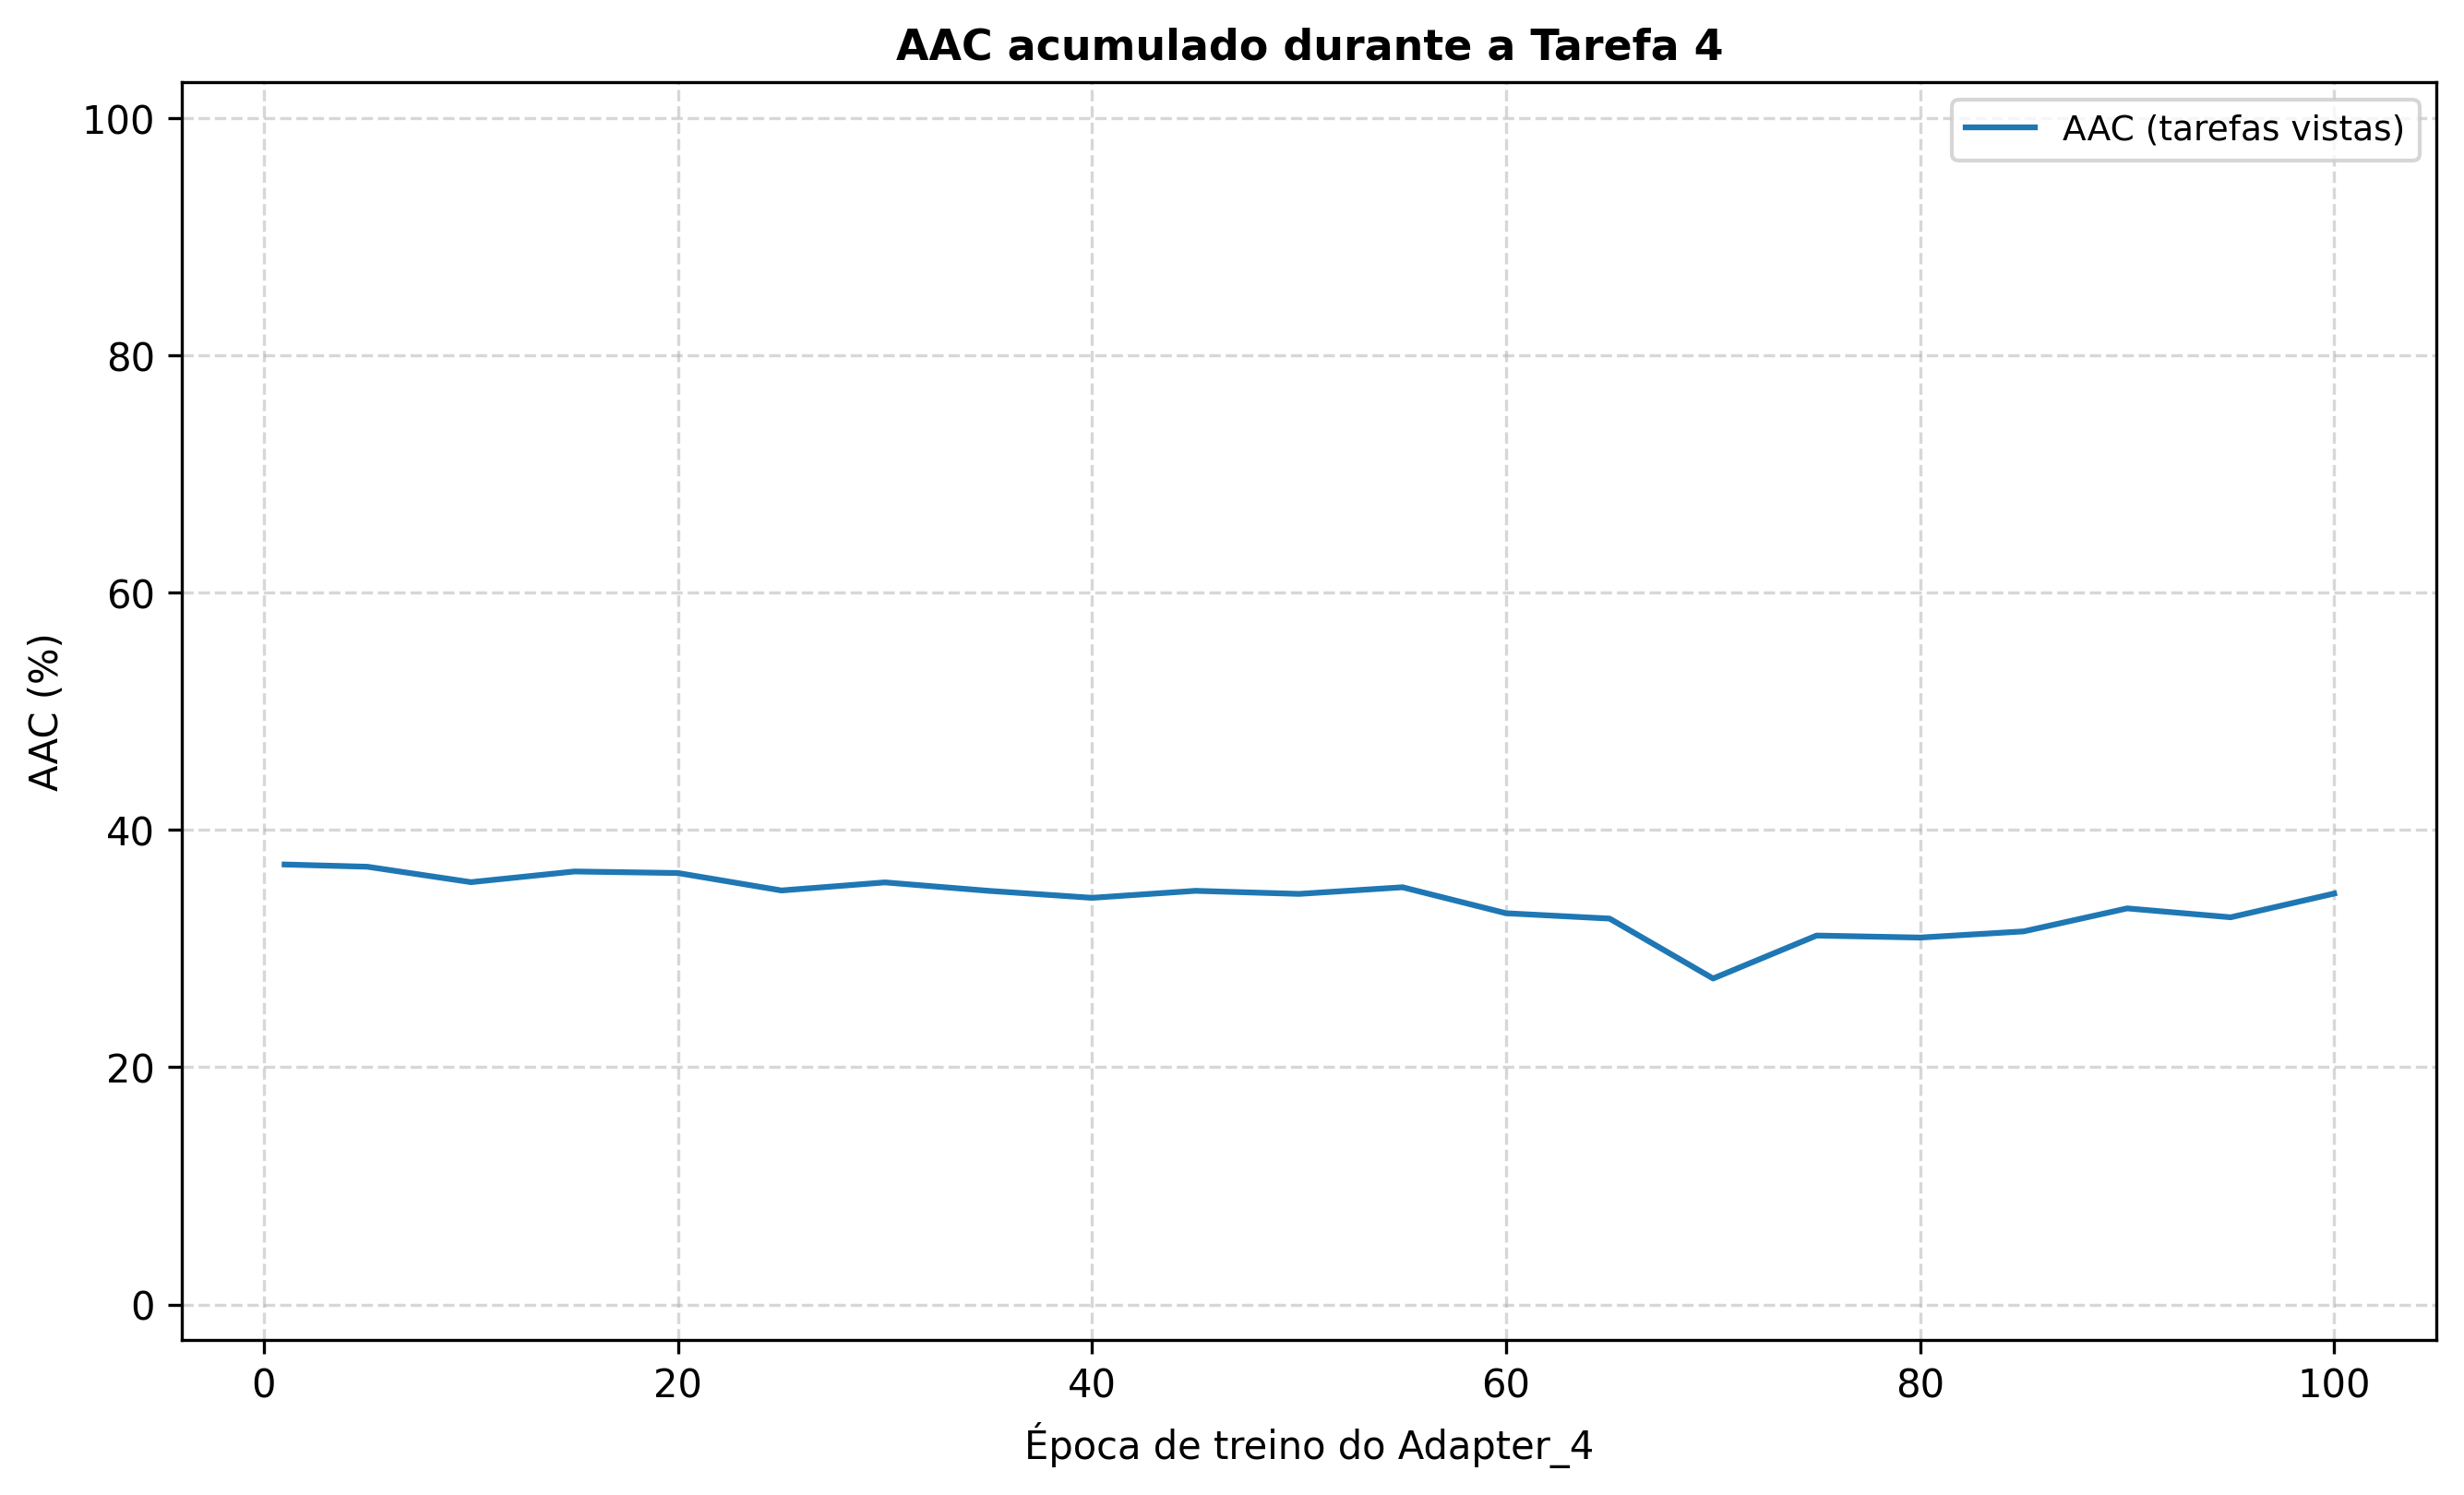 AAC acumulado durante a Tarefa 4
AAC (tarefas vistas)
AAC (%)
100
80
60
40
20
0
0 20 40 60 80 100
Época de treino do Adapter_4